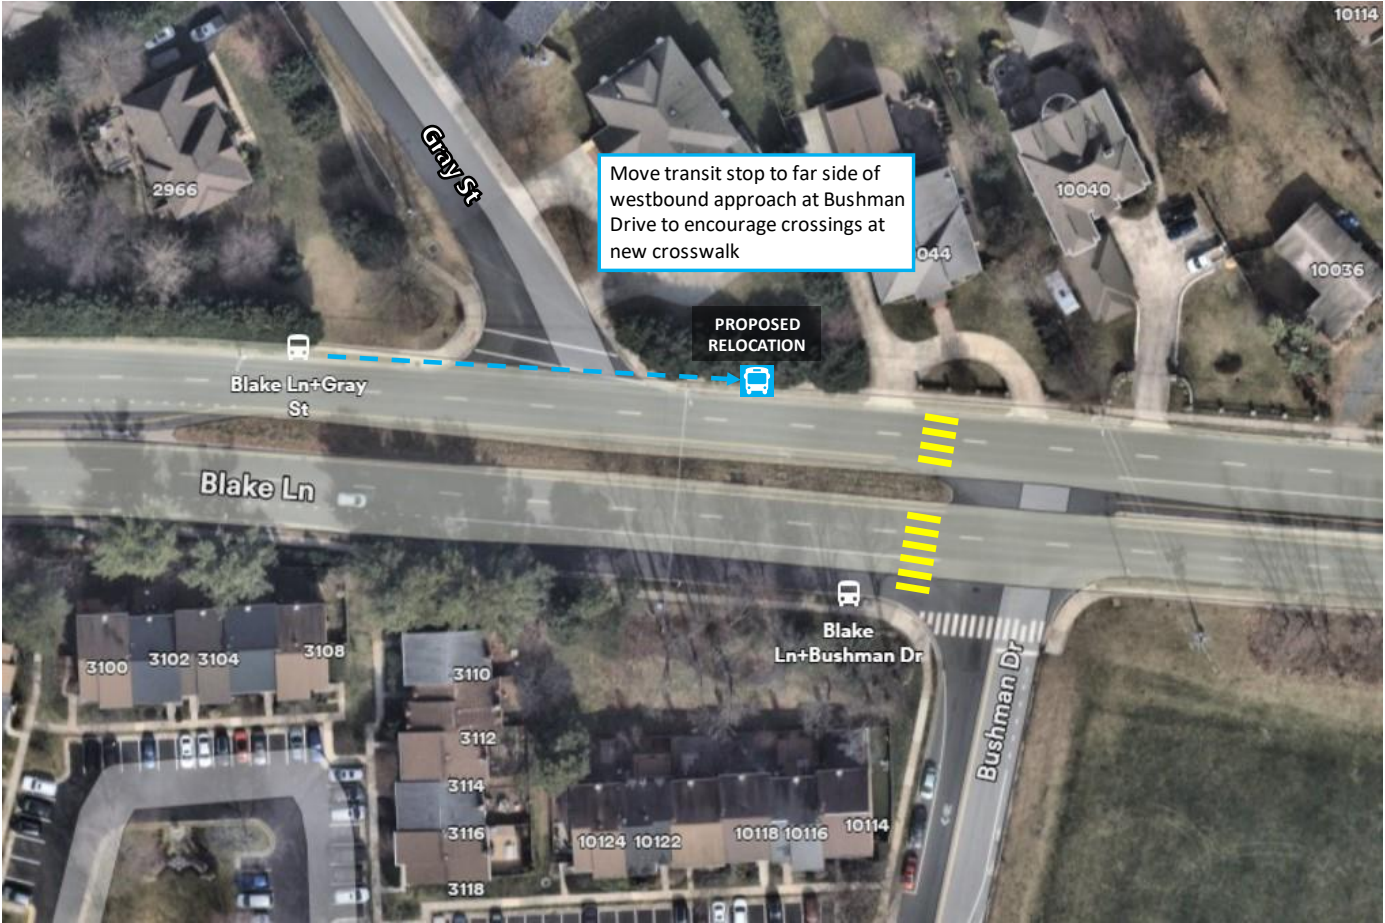 10114
Gray St
2966
Move transit stop to far side of
westbound approach at Bushman
Drive to encourage crossings at
new crosswalk
10040
044
10036
PROPOSED
RELOCATION
Blake Ln+Gray
St
Blake Ln
Blake
Ln+Bushman Dr
Bushman Dr
3100
3102
3104
3108
3110
3112
3114
3116
3118
10124
10122
10118
10116
10114